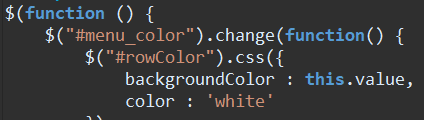 $(function () {
$("#menu_color").change(function() {
$("#rowColor").css({
backgroundColor : this.value,
color : 'white'
})